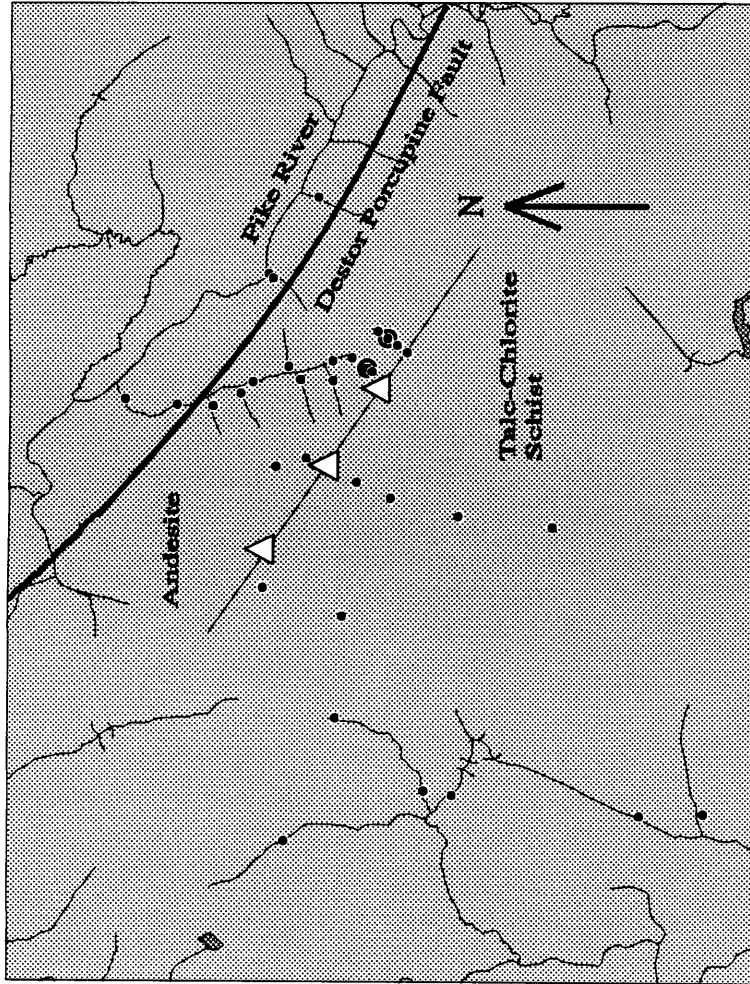 Pike River
Destor Porcupine Fault
N
Andesite
Talc-Chlorite
Schist